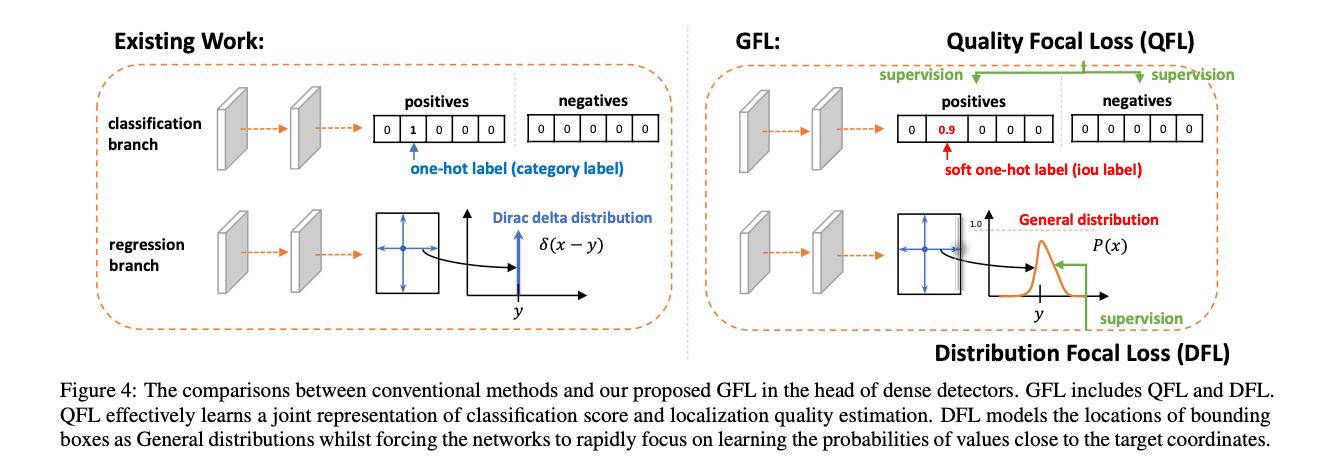 Existing Work:
GFL:
Quality Focal Loss (QFL)
supervision
supervision
classification
branch
positives
negatives
0 1 0 0 0
0 0 0 0 0
one-hot label (category label)
positives
negatives
0 0.9 0 0 0
0 0 0 0 0
soft one-hot label (iou label)
regression
branch
Dirac delta distribution
δ(x − y)
y
1.0
General distribution
P(x)
y
supervision
Distribution Focal Loss (DFL)
Figure 4: The comparisons between conventional methods and our proposed GFL in the head of dense detectors. GFL includes QFL and DFL.
QFL effectively learns a joint representation of classification score and localization quality estimation. DFL models the locations of bounding
boxes as General distributions whilst forcing the networks to rapidly focus on learning the probabilities of values close to the target coordinates.